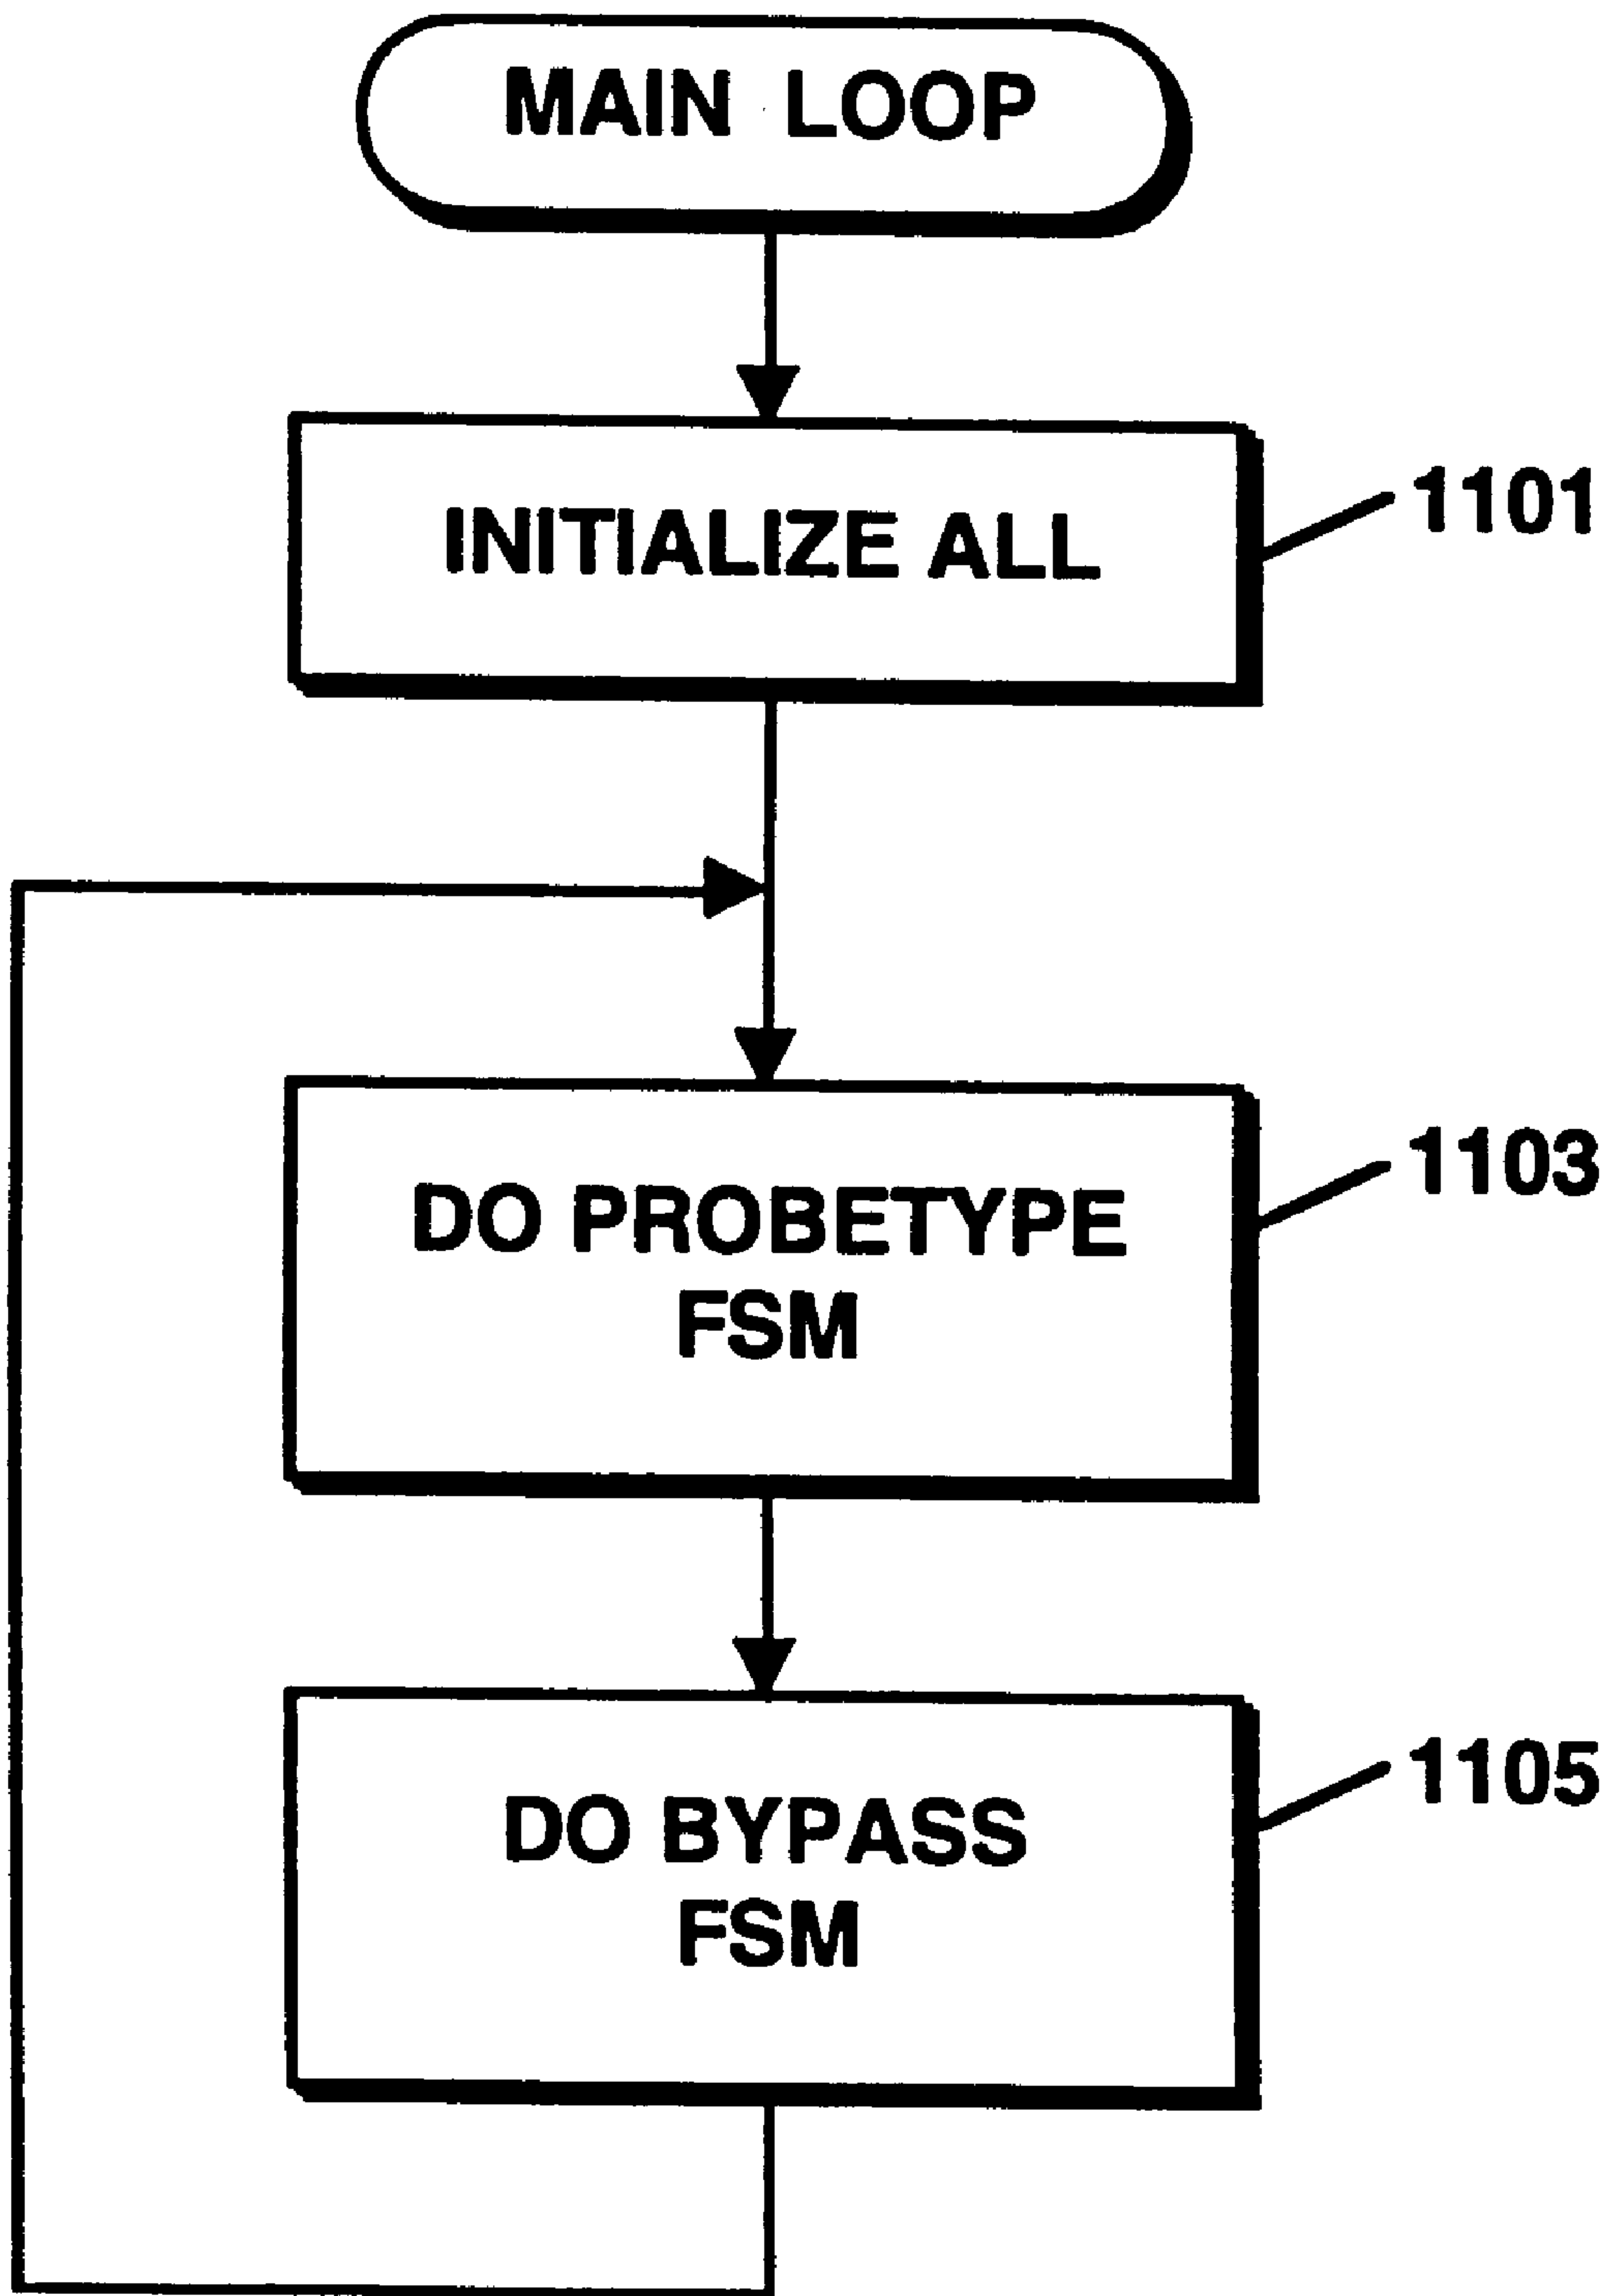 MAIN LOOP
INITIALIZE ALL
1101
DO PROBETYPE
FSM
1103
DO BYPASS
FSM
1105